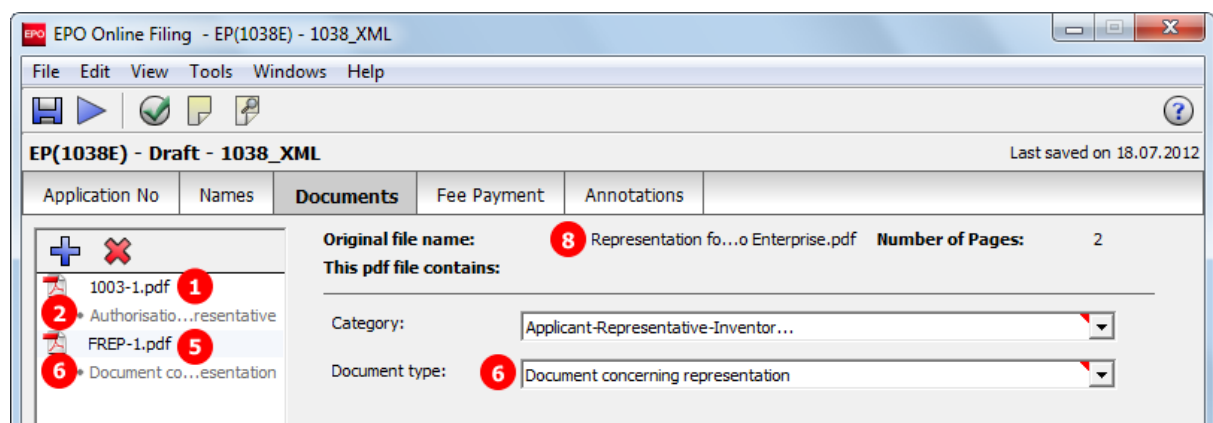 EPO EPO Online Filing - EP(1038E) - 1038_XML
File Edit View Tools Windows Help
EP(1038E) - Draft - 1038_XML Last saved on 18.07.2012
Application No Names Documents Fee Payment Annotations
Original file name: 8 Representation fo...o Enterprise.pdf Number of Pages: 2
This pdf file contains:
1003-1.pdf 1
2 Authorisatio...resentative
FREP-1.pdf 5
6 Document co...esentation
Category: Applicant-Representative-Inventor...
Document type: 6 Document concerning representation